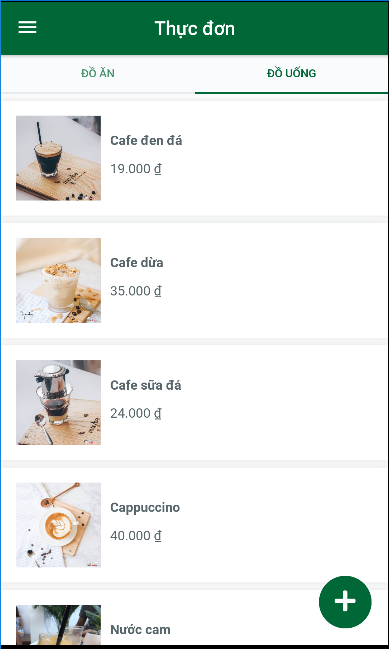 Thực đơn
ĐỒ ĂN
ĐỒ UỐNG
Cafe đen đá
19.000 ₫
Cafe dừa
35.000 ₫
Cafe sữa đá
24.000 ₫
Cappuccino
40.000 ₫
Nước cam